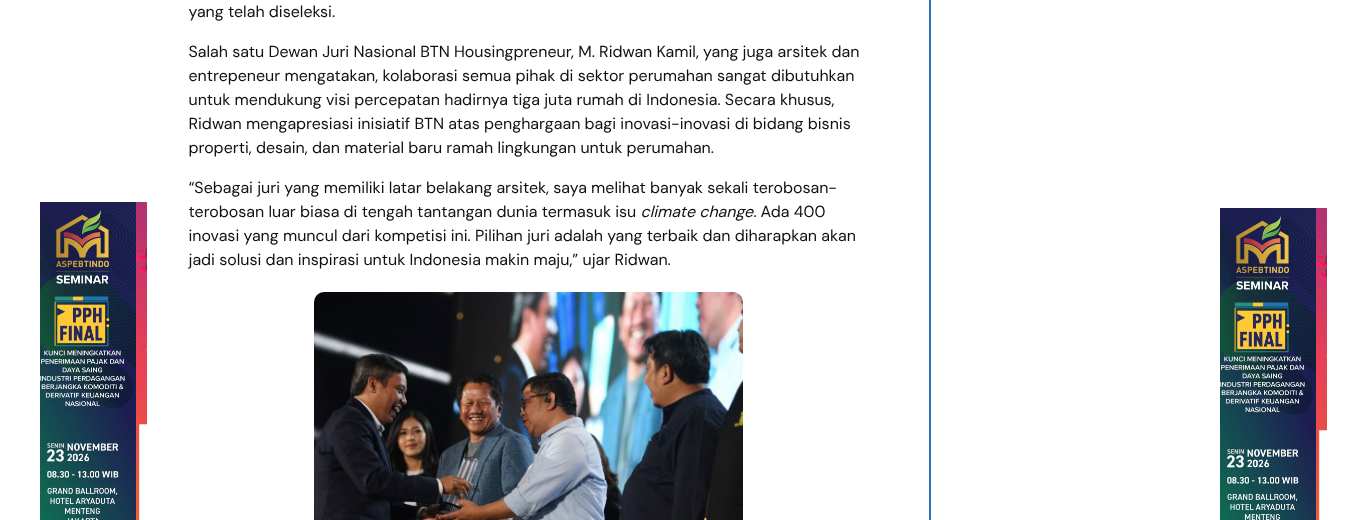 yang telah diseleksi.
Salah satu Dewan Juri Nasional BTN Housingpreneur, M. Ridwan Kamil, yang juga arsitek dan
entrepeneur mengatakan, kolaborasi semua pihak di sektor perumahan sangat dibutuhkan
untuk mendukung visi percepatan hadirnya tiga juta rumah di Indonesia. Secara khusus,
Ridwan mengapresiasi inisiatif BTN atas penghargaan bagi inovasi-inovasi di bidang bisnis
properti, desain, dan material baru ramah lingkungan untuk perumahan.
“Sebagai juri yang memiliki latar belakang arsitek, saya melihat banyak sekali terobosan-
terobosan luar biasa di tengah tantangan dunia termasuk isu climate change. Ada 400
inovasi yang muncul dari kompetisi ini. Pilihan juri adalah yang terbaik dan diharapkan akan
jadi solusi dan inspirasi untuk Indonesia makin maju,” ujar Ridwan.
ASPEBTINDO
SEMINAR
PPH
FINAL
KUNCI MENINGKATKAN
PENERIMAAN PAJAK DAN
DAYA SAING
INDUSTRI PERDAGANGAN
BERJANGKA KOMODITI &
DERIVATIF KEUANGAN
NASIONAL
SENIN
23 NOVEMBER
2026
08.30 - 13.00 WIB
GRAND BALLROOM,
HOTEL ARYADUTA
MENTENG
JAKARTA
ASPEBTINDO
SEMINAR
PPH
FINAL
KUNCI MENINGKATKAN
PENERIMAAN PAJAK DAN
DAYA SAING
INDUSTRI PERDAGANGAN
BERJANGKA KOMODITI &
DERIVATIF KEUANGAN
NASIONAL
SENIN
23 NOVEMBER
2026
08.30 - 13.00 WIB
GRAND BALLROOM,
HOTEL ARYADUTA
MENTENG